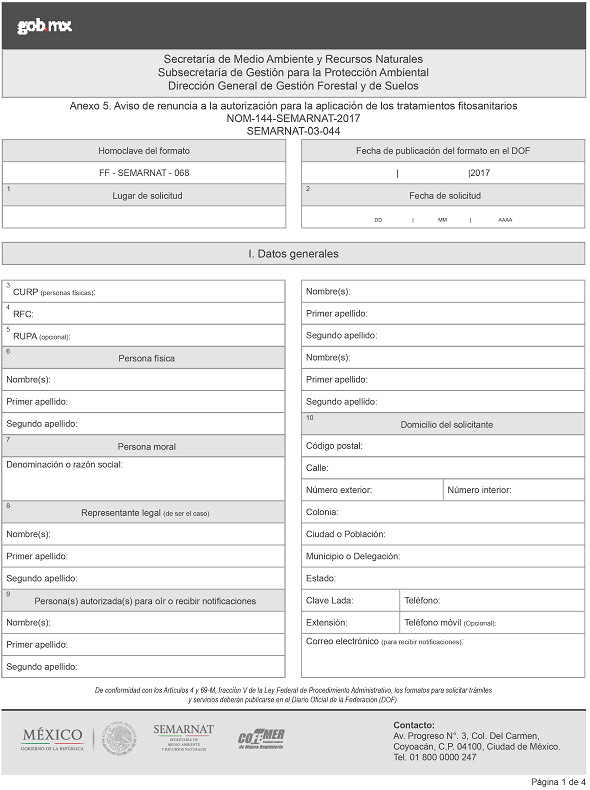 gob.mx
Secretaría de Medio Ambiente y Recursos Naturales
Subsecretaría de Gestión para la Protección Ambiental
Dirección General de Gestión Forestal y de Suelos
Anexo 5. Aviso de renuncia a la autorización para la aplicación de los tratamientos fitosanitarios
NOM-144-SEMARNAT-2017
SEMARNAT-03-044
Homoclave del formato
FF - SEMARNAT - 068
Fecha de publicación del formato en el DOF
| |2017
1 Lugar de solicitud
2 Fecha de solicitud
DD | MM | AAAA
I. Datos generales
3 CURP (personas físicas):
4 RFC:
5 RUPA (opcional):
6 Persona física
Nombre(s):
Primer apellido:
Segundo apellido:
7 Persona moral
Denominación o razón social:
8 Representante legal (de ser el caso)
Nombre(s):
Primer apellido:
Segundo apellido:
9 Persona(s) autorizada(s) para oír o recibir notificaciones
Nombre(s):
Primer apellido:
Segundo apellido:
Nombre(s):
Primer apellido:
Segundo apellido:
Nombre(s):
Primer apellido:
Segundo apellido:
10 Domicilio del solicitante
Código postal:
Calle:
Número exterior: Número interior:
Colonia:
Ciudad o Población:
Municipio o Delegación:
Estado:
Clave Lada: Teléfono:
Extensión: Teléfono móvil (Opcional):
Correo electrónico (para recibir notificaciones):
De conformidad con los Artículos 4 y 69-M, fracción V de la Ley Federal de Procedimiento Administrativo, los formatos para solicitar trámites
y servicios deberán publicarse en el Diario Oficial de la Federación (DOF).
MÉXICO
GOBIERNO DE LA REPÚBLICA
SEMARNAT
SECRETARÍA DE
MEDIO AMBIENTE
Y RECURSOS NATURALES
COFEMER
de Mejora Regulatoria
Contacto:
Av. Progreso N°. 3, Col. Del Carmen,
Coyoacán, C.P. 04100, Ciudad de México.
Tel. 01 800 0000 247
Página 1 de 4